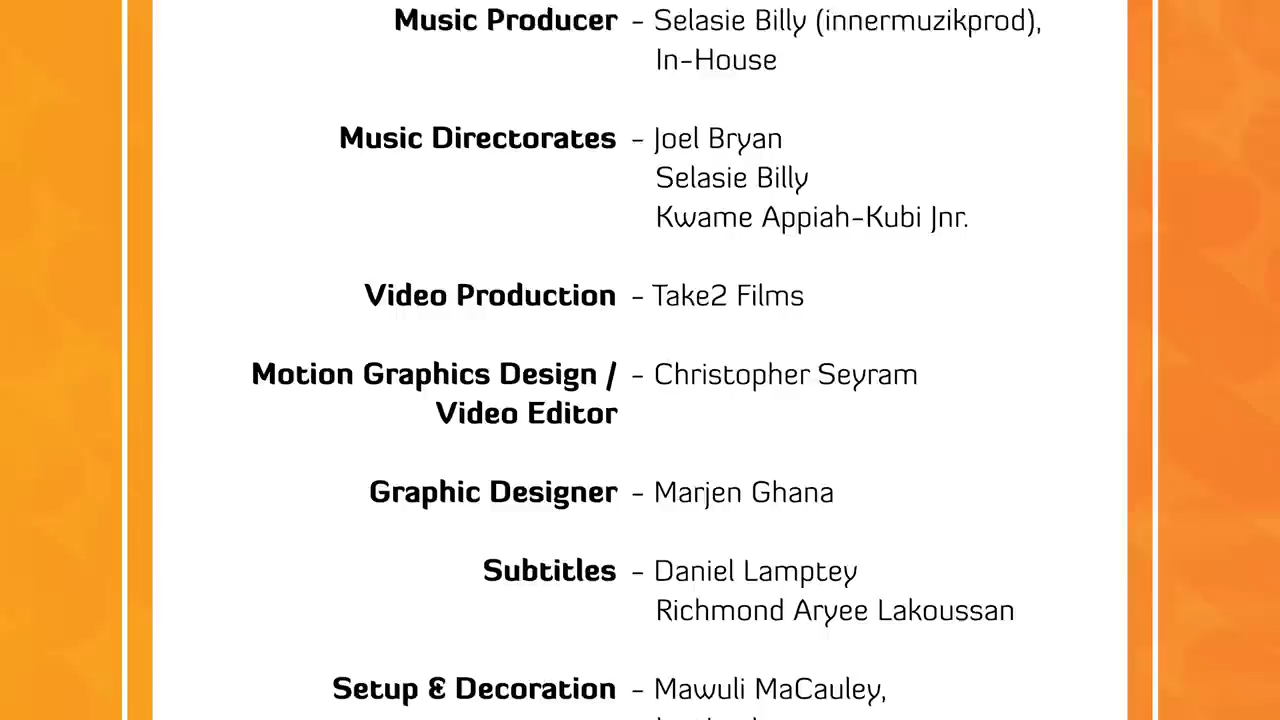 Music Producer - Selasie Billy (innermuzikprod),
In-House
Music Directorates - Joel Bryan
Selasie Billy
Kwame Appiah-Kubi Jnr.
Video Production - Take2 Films
Motion Graphics Design / - Christopher Seyram
Video Editor
Graphic Designer - Marjen Ghana
Subtitles - Daniel Lamptey
Richmond Aryee Lakoussan
Setup & Decoration - Mawuli MaCauley,